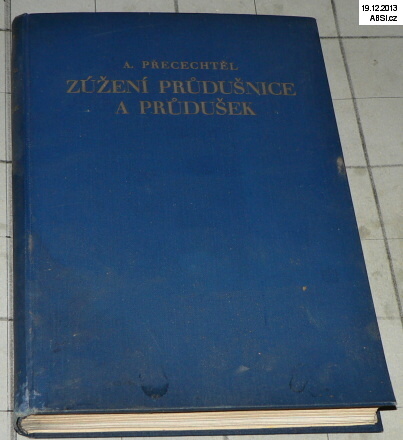 19.12.2013
ABSI.cz
A. PŘECECHTĚL
ZÚŽENÍ PRŮDUŠNICE
A PRŮDUŠEK